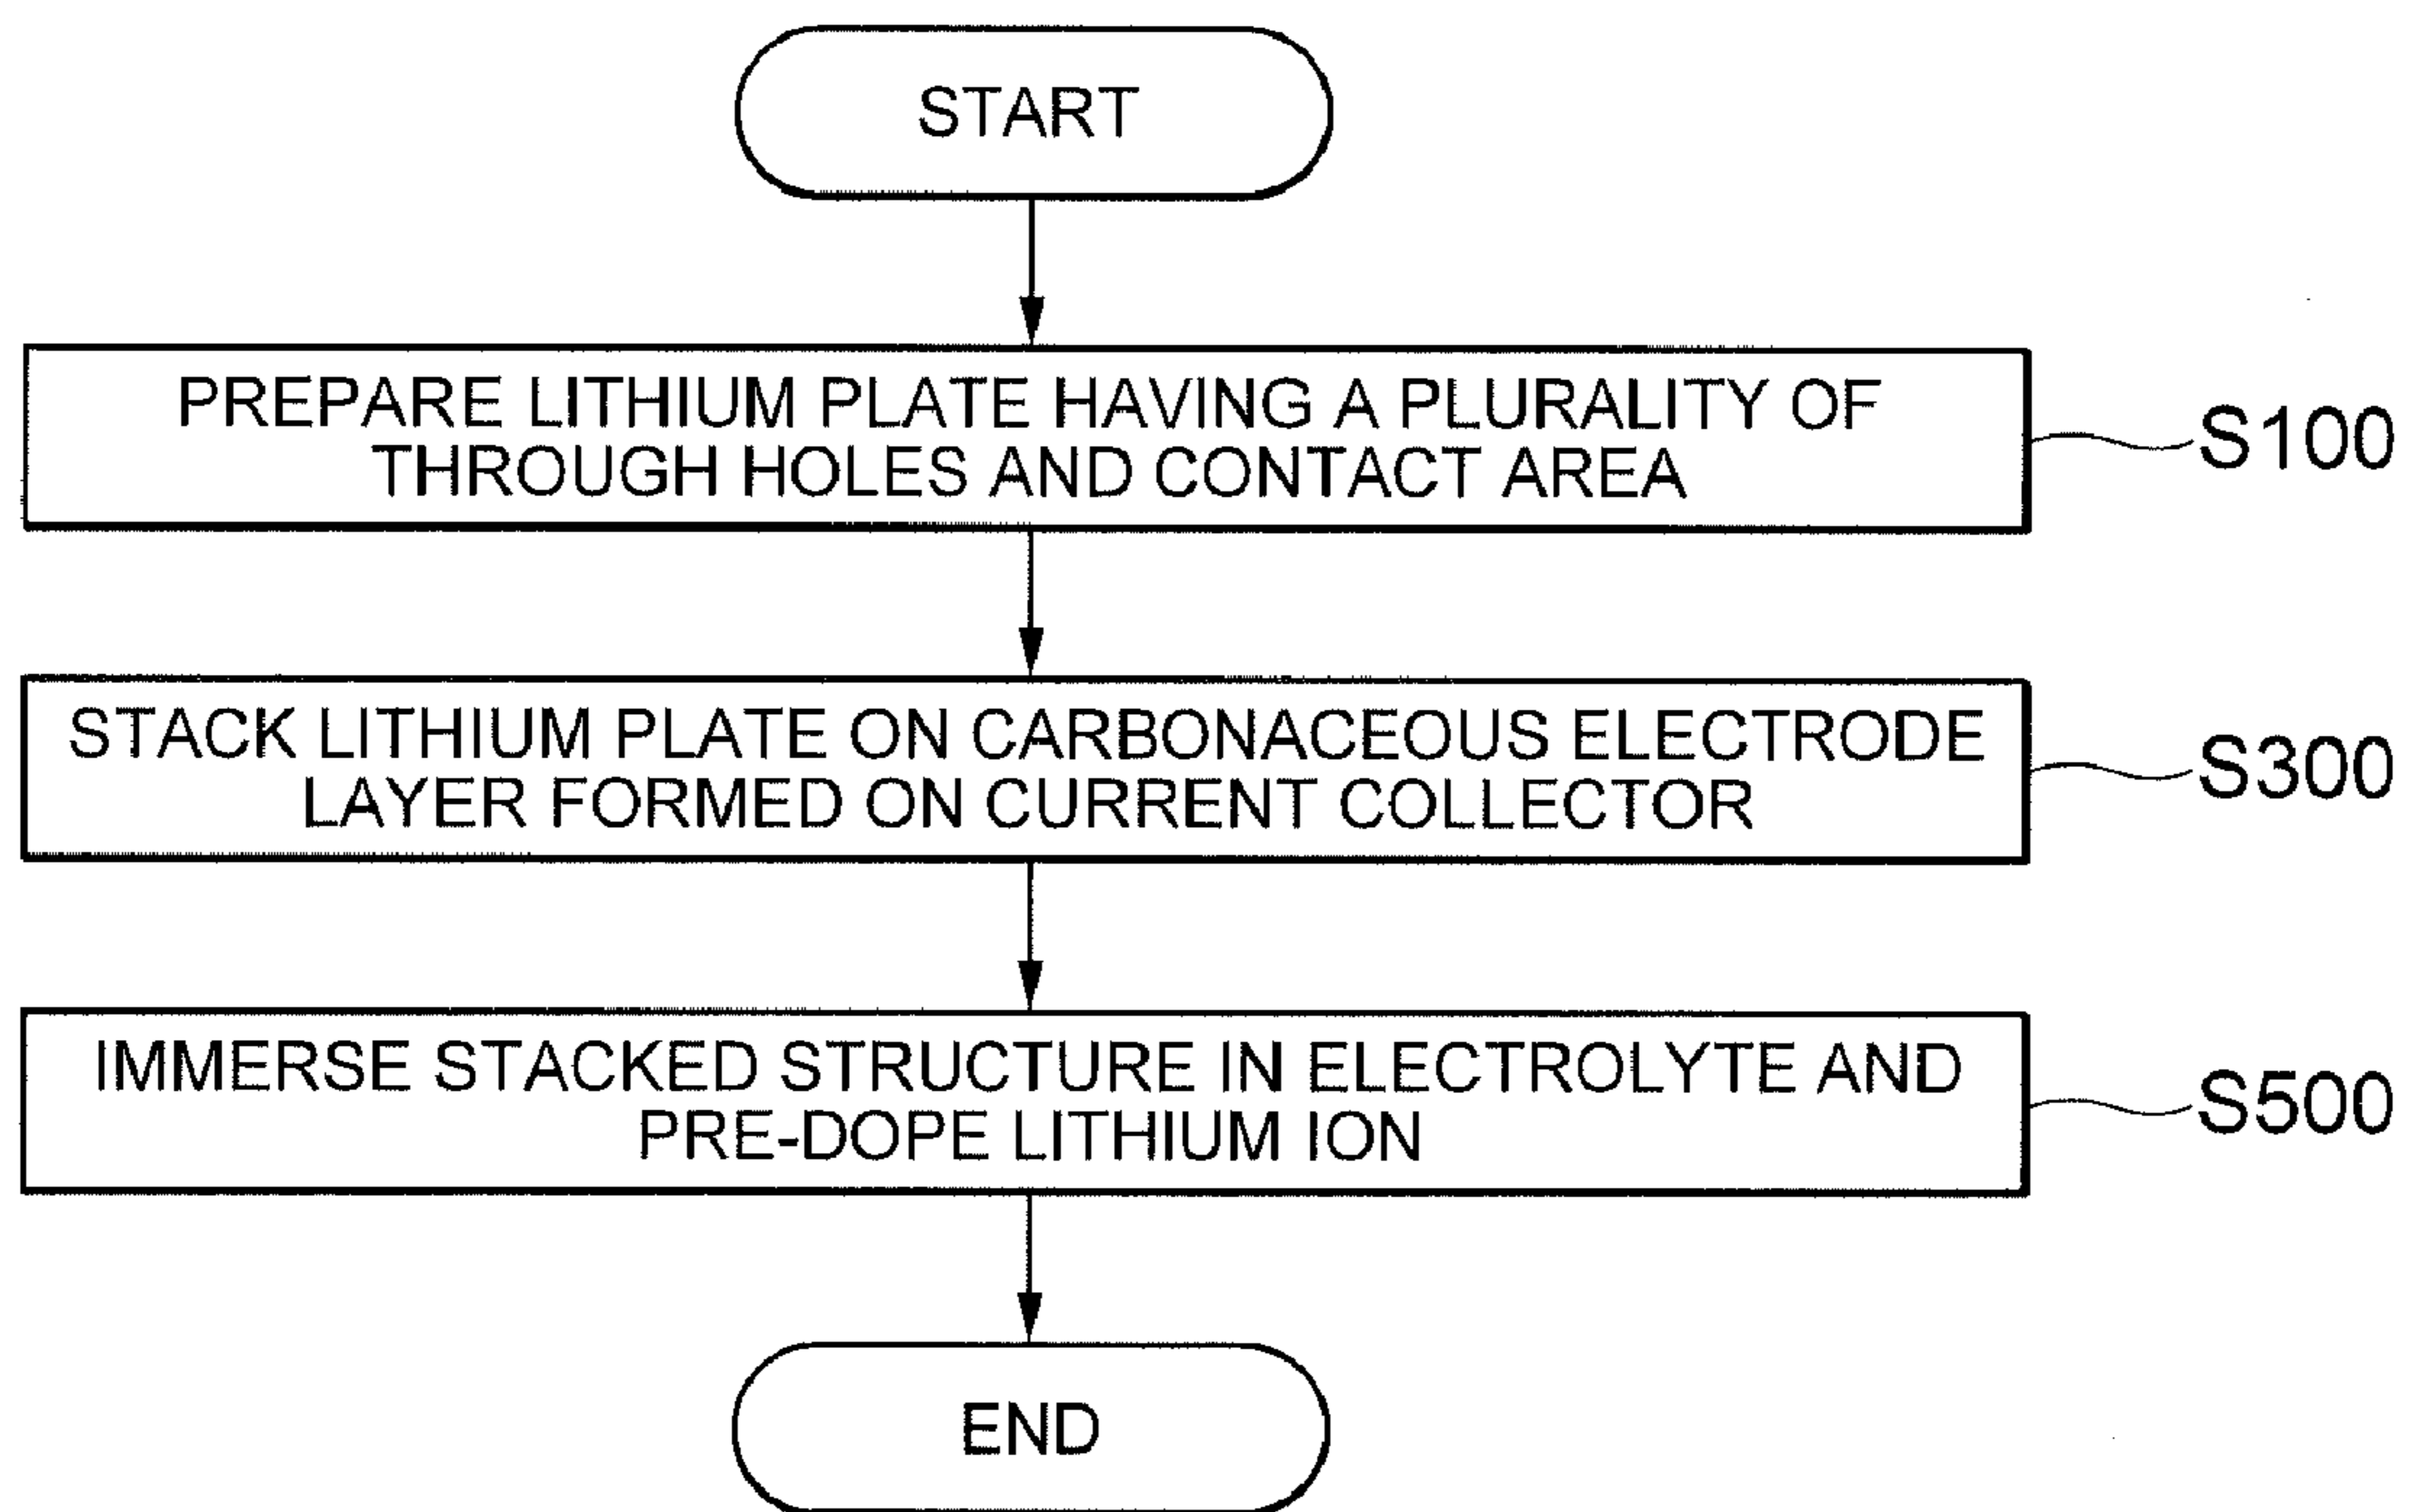 START
PREPARE LITHIUM PLATE HAVING A PLURALITY OF
THROUGH HOLES AND CONTACT AREA
S100
STACK LITHIUM PLATE ON CARBONACEOUS ELECTRODE
LAYER FORMED ON CURRENT COLLECTOR
S300
IMMERSE STACKED STRUCTURE IN ELECTROLYTE AND
PRE-DOPE LITHIUM ION
S500
END